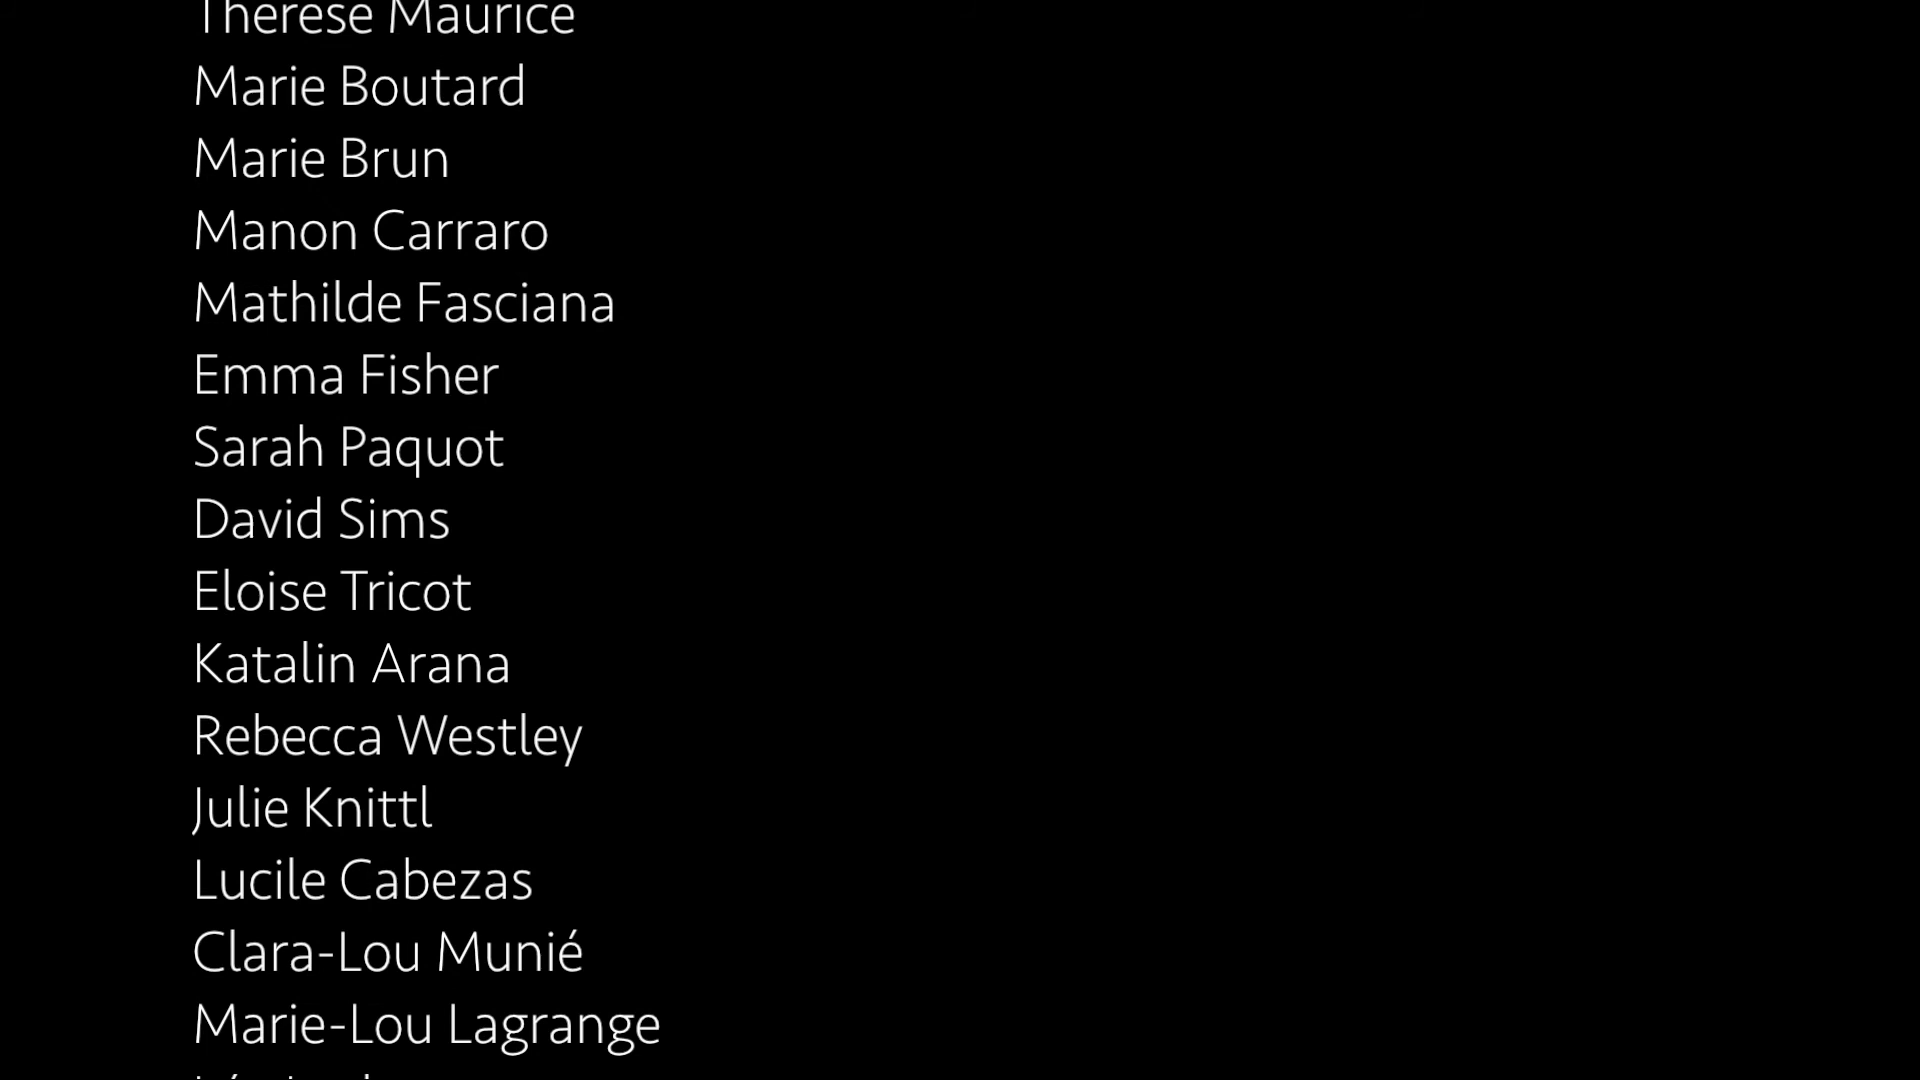 Therese Maurice
Marie Boutard
Marie Brun
Manon Carraro
Mathilde Fasciana
Emma Fisher
Sarah Paquot
David Sims
Eloise Tricot
Katalin Arana
Rebecca Westley
Julie Knittl
Lucile Cabezas
Clara-Lou Munié
Marie-Lou Lagrange